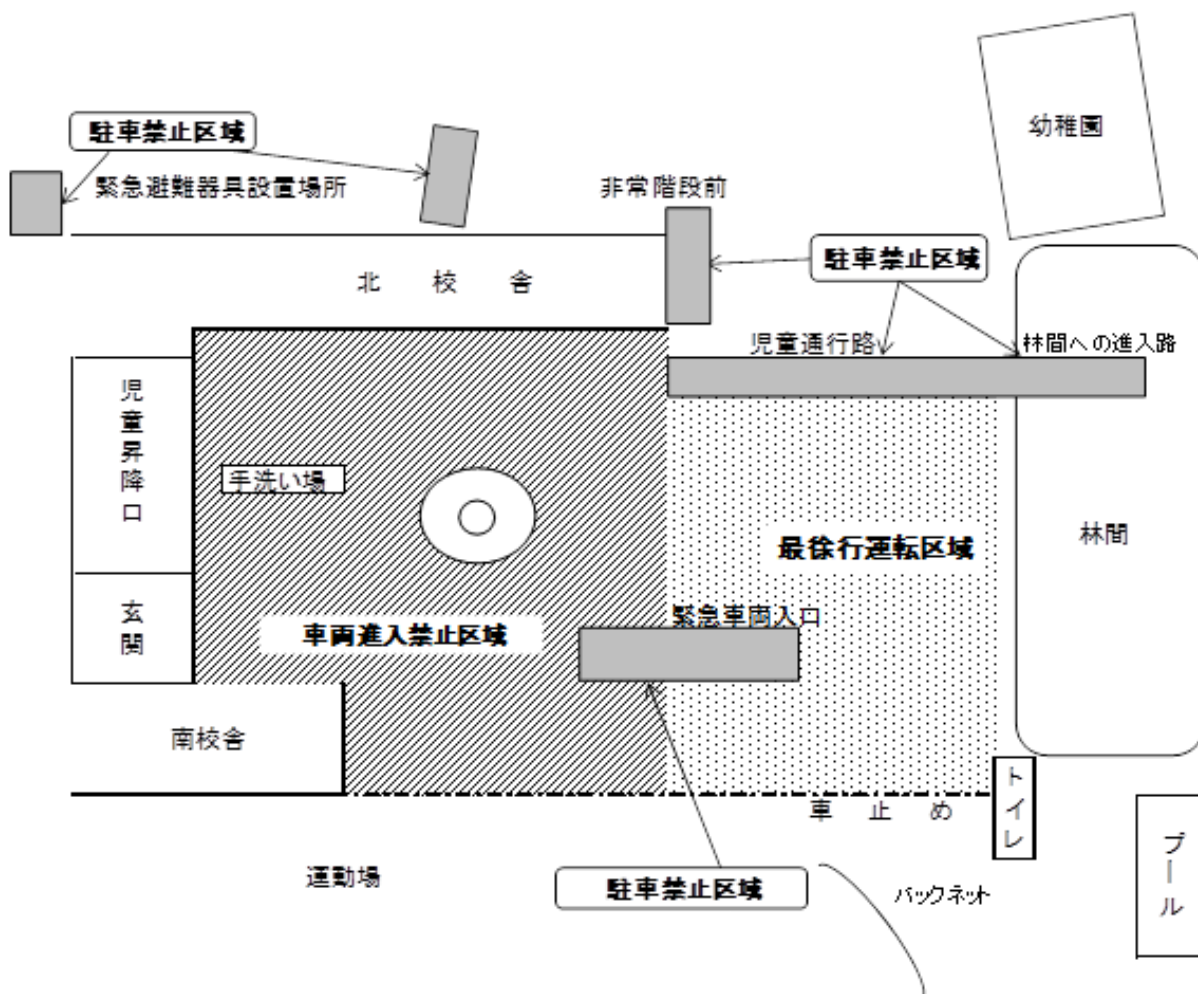 幼稚園
駐車禁止区域
緊急避難器具設置場所
非常階段前
駐車禁止区域
北校舎
児童通行路
林間への進入路
児童昇降口
手洗い場
最徐行運転区域
林間
玄関
車両進入禁止区域
緊急車両入口
南校舎
トイレ
車止め
運動場
駐車禁止区域
バックネット
プール